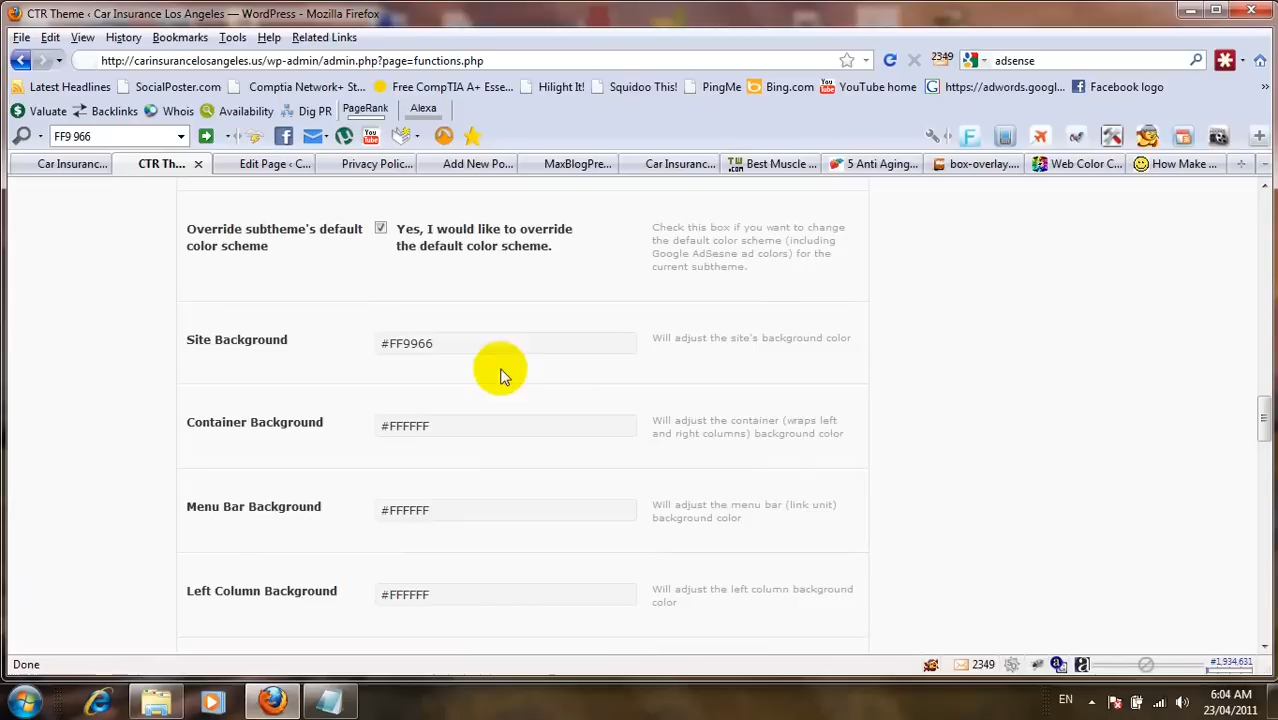 CTR Theme ‹ Car Insurance Los Angeles — WordPress - Mozilla Firefox
File Edit View History Bookmarks Tools Help Related Links
http://carinsurancelosangeles.us/wp-admin/admin.php?page=functions.php 2349 adsense
Latest Headlines SocialPoster.com Comptia Network+ St... Free CompTIA A+ Esse... Hilight It! Squidoo This! PingMe Bing.com YouTube home https://adwords.googl... Facebook logo »
Valuate Backlinks Whois Availability Dig PR PageRank Alexa
FF9 966
Car Insuranc... CTR Th... Edit Page ‹ C... Privacy Polic... Add New Po... MaxBlogPre... Car Insuranc... Best Muscle ... 5 Anti Aging... box-overlay.... Web Color C... How Make ...
Override subtheme's default color scheme
Yes, I would like to override the default color scheme.
Check this box if you want to change
the default color scheme (including
Google AdSesne ad colors) for the
current subtheme.
Site Background #FF9966 Will adjust the site's background color
Container Background #FFFFFF Will adjust the container (wraps left
and right columns) background color
Menu Bar Background #FFFFFF Will adjust the menu bar (link unit)
background color
Left Column Background #FFFFFF Will adjust the left column background
color
Done 2349 #1,934,631
EN 6:04 AM
23/04/2011